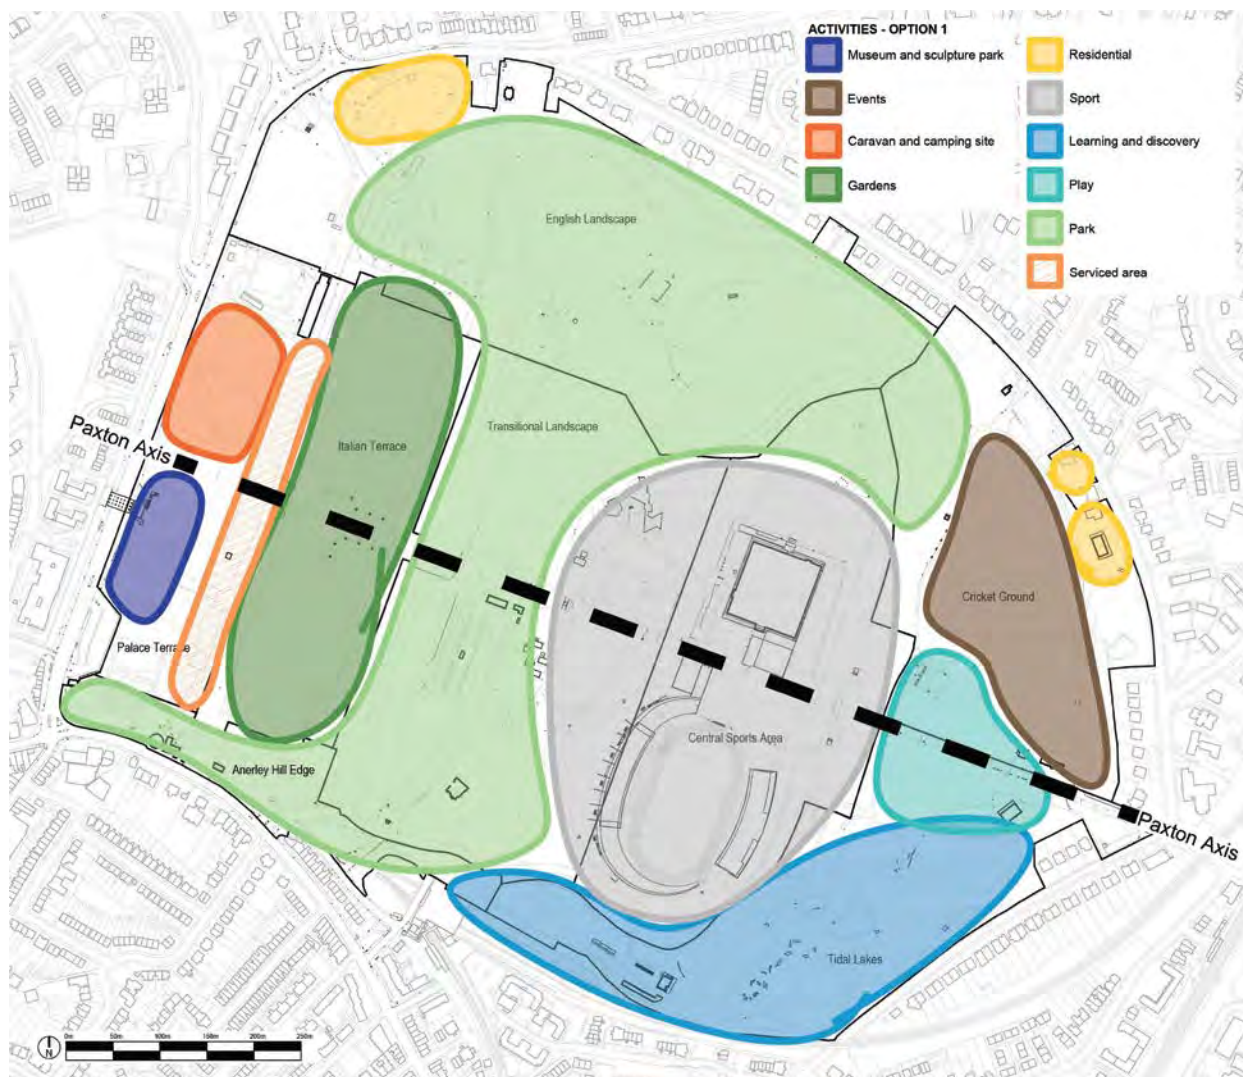 ACTIVITIES - OPTION 1
Museum and sculpture park
Events
Caravan and camping site
Gardens
Residential
Sport
Learning and discovery
Play
Park
Serviced area
English Landscape
Transitional Landscape
Paxton Axis
Italian Terrace
Cricket Ground
Palace Terrace
Central Sports Area
Anerley Hill Edge
Paxton Axis
Tidal Lakes
N
0m 50m 100m 150m 200m 250m